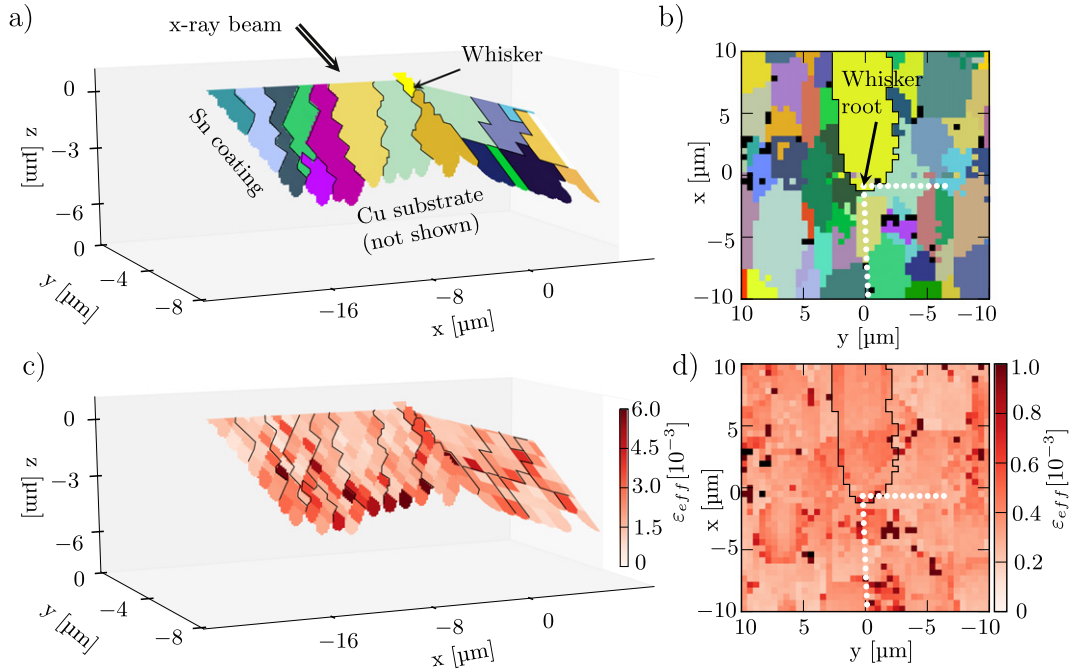 a)
x-ray beam
Whisker
0
−3
−6
z
[µm]
Sn coating
Cu substrate
(not shown)
0
−4
−8
y [µm]
−16
−8
0
x [µm]
b)
10
5
0
−5
−10
x [µm]
Whisker
root
10
5
0
−5
−10
y [µm]
c)
0
−3
−6
z
[µm]
0
−4
−8
y [µm]
−16
−8
0
x [µm]
6.0
4.5
3.0
1.5
0
εeff[10−3]
d)
10
5
0
−5
−10
x [µm]
10
5
0
−5
−10
y [µm]
1.0
0.8
0.6
0.4
0.2
0
εeff[10−3]